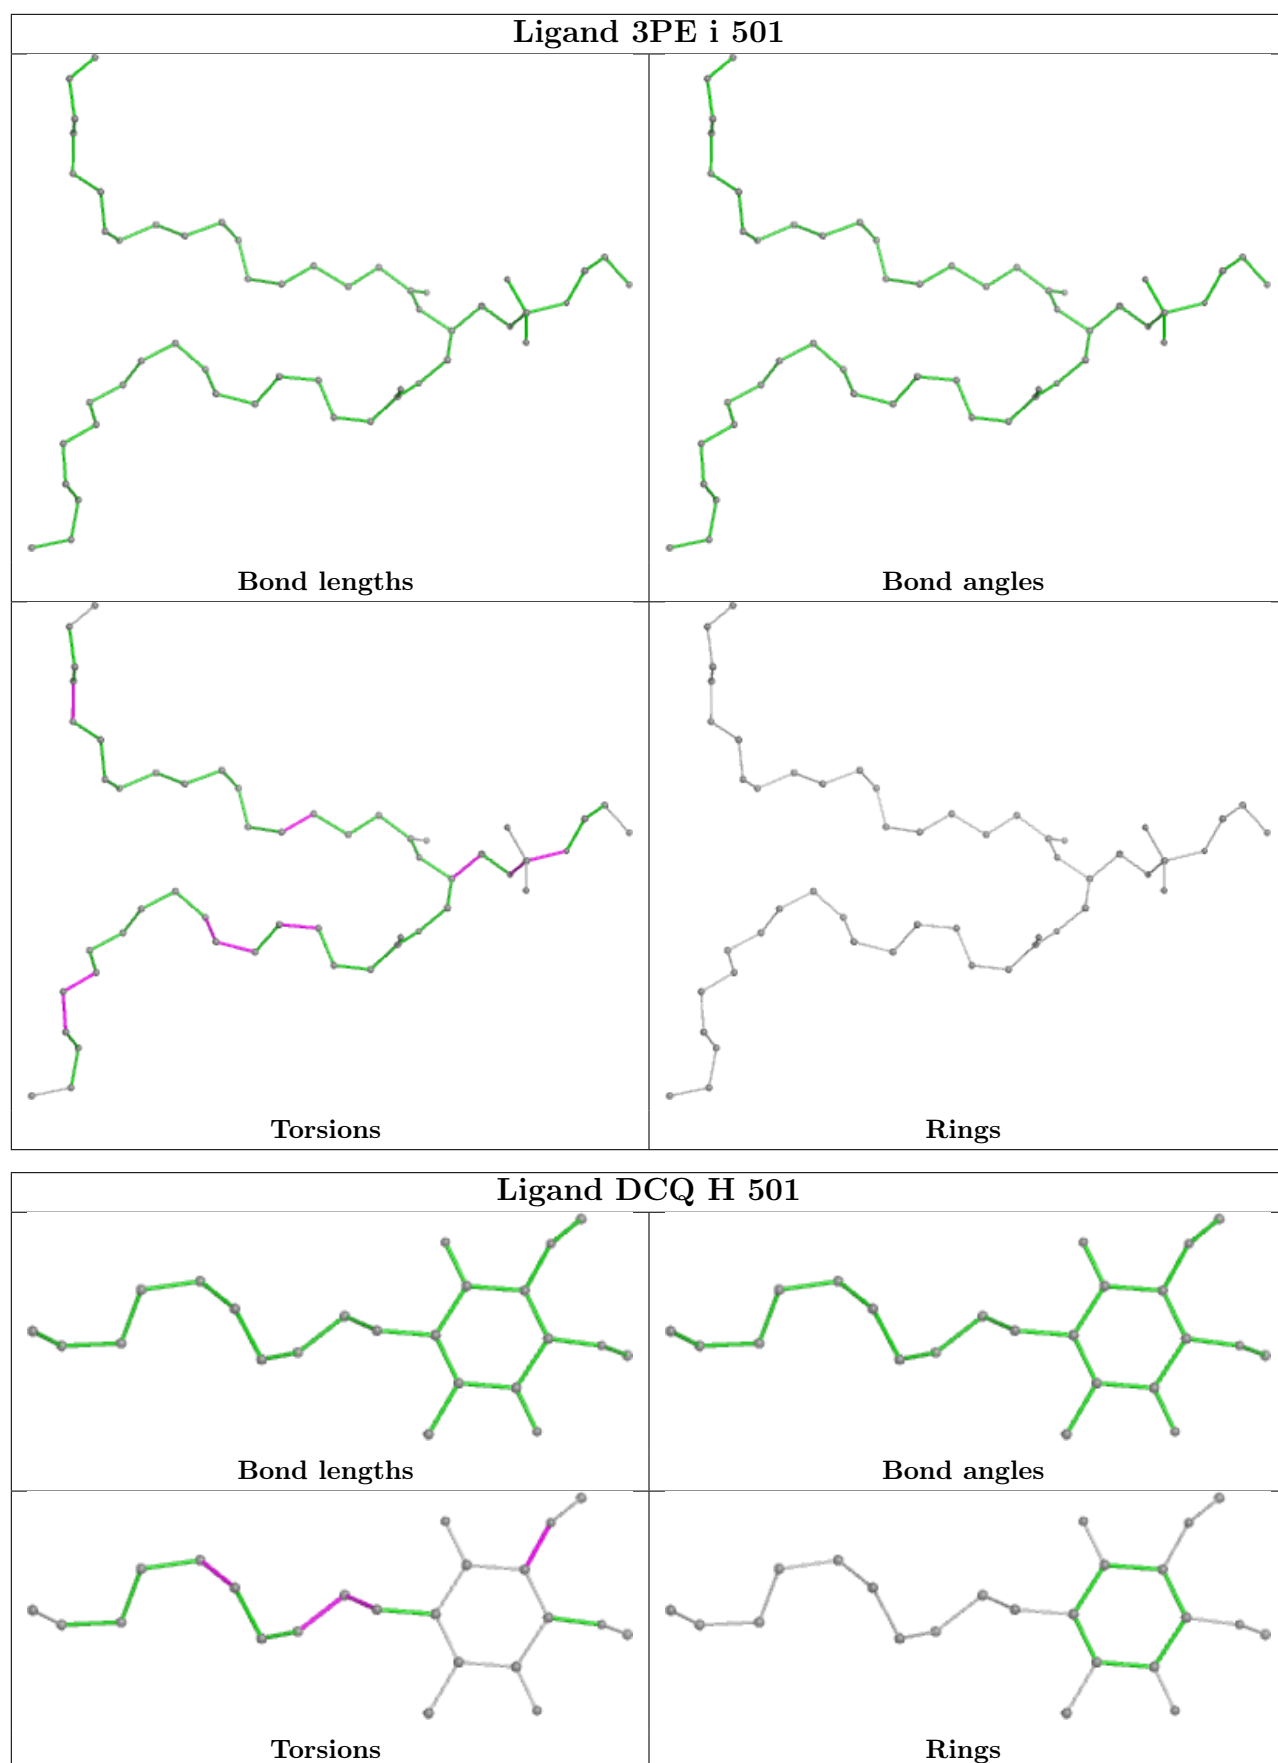 Ligand 3PE i 501
Bond lengths
Bond angles
Torsions
Rings
Ligand DCQ H 501
Bond lengths
Bond angles
Torsions
Rings